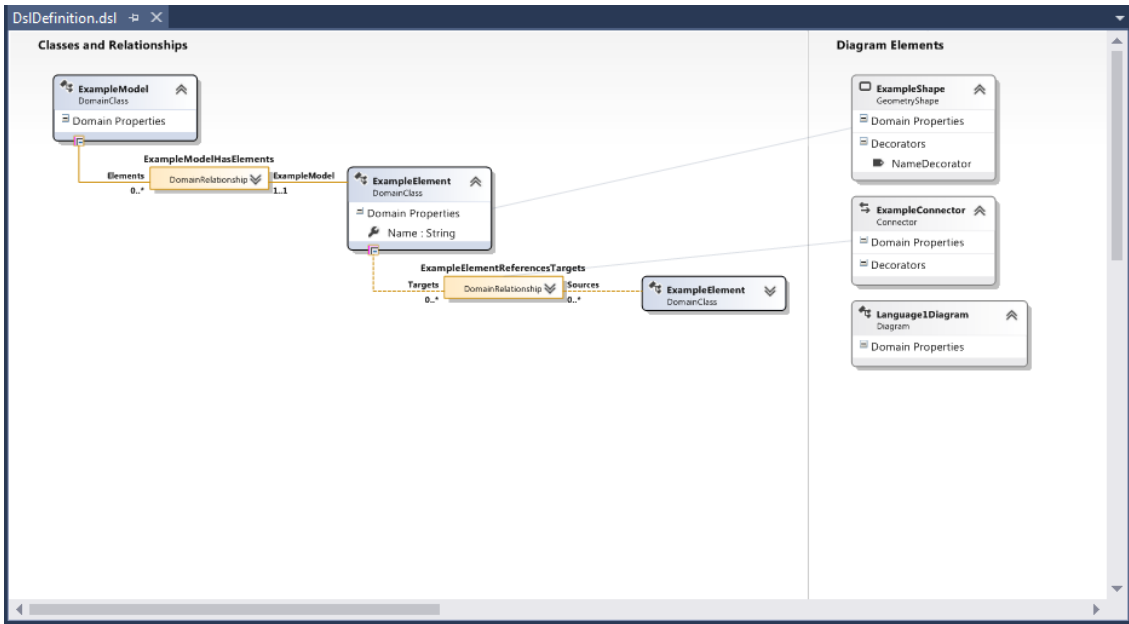 DslDefinition.dsl
Classes and Relationships
Diagram Elements
ExampleModel
DomainClass
Domain Properties
ExampleModelHasElements
Elements
DomainRelationship
ExampleModel
0..*
1..1
ExampleElement
DomainClass
Domain Properties
Name : String
ExampleElementReferencesTargets
Targets
DomainRelationship
Sources
0..*
0..*
ExampleElement
DomainClass
ExampleShape
GeometryShape
Domain Properties
Decorators
NameDecorator
ExampleConnector
Connector
Domain Properties
Decorators
Language1Diagram
Diagram
Domain Properties